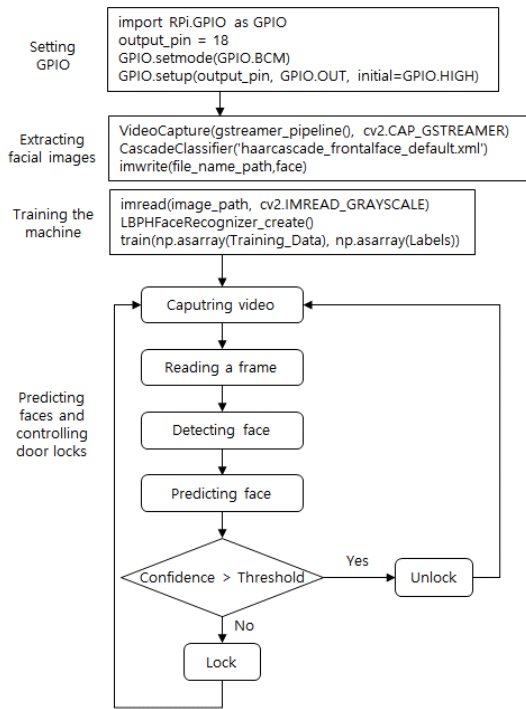 Setting
GPIO
import RPi.GPIO as GPIO
output_pin = 18
GPIO.setmode(GPIO.BCM)
GPIO.setup(output_pin, GPIO.OUT, initial=GPIO.HIGH)
Extracting
facial images
VideoCapture(gstreamer_pipeline(), cv2.CAP_GSTREAMER)
CascadeClassifier('haarcascade_frontalface_default.xml')
imwrite(file_name_path,face)
Training the
machine
imread(image_path, cv2.IMREAD_GRAYSCALE)
LBPHFaceRecognizer_create()
train(np.asarray(Training_Data), np.asarray(Labels))
Predicting
faces and
controlling
door locks
Caputring video
Reading a frame
Detecting face
Predicting face
Confidence > Threshold
Yes
Unlock
No
Lock